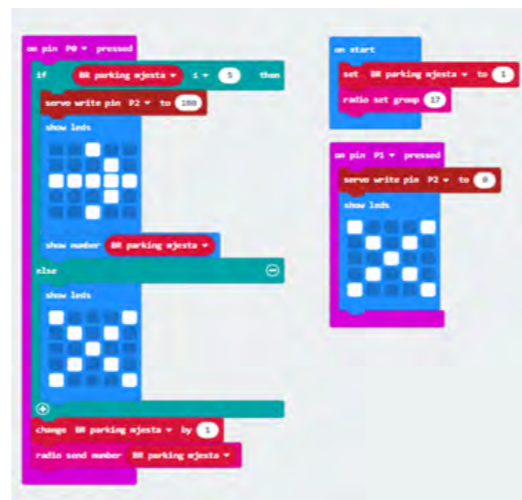 on pin P0 pressed
if BR parking mjesta 5 then
servo write pin P2 to 180
show leds
show number BR parking mjesta
else
show leds
change BR parking mjesta by 1
radio send number BR parking mjesta
on start
set BR parking mjesta to 1
radio set group 17
on pin P1 pressed
servo write pin P2 to 0
show leds